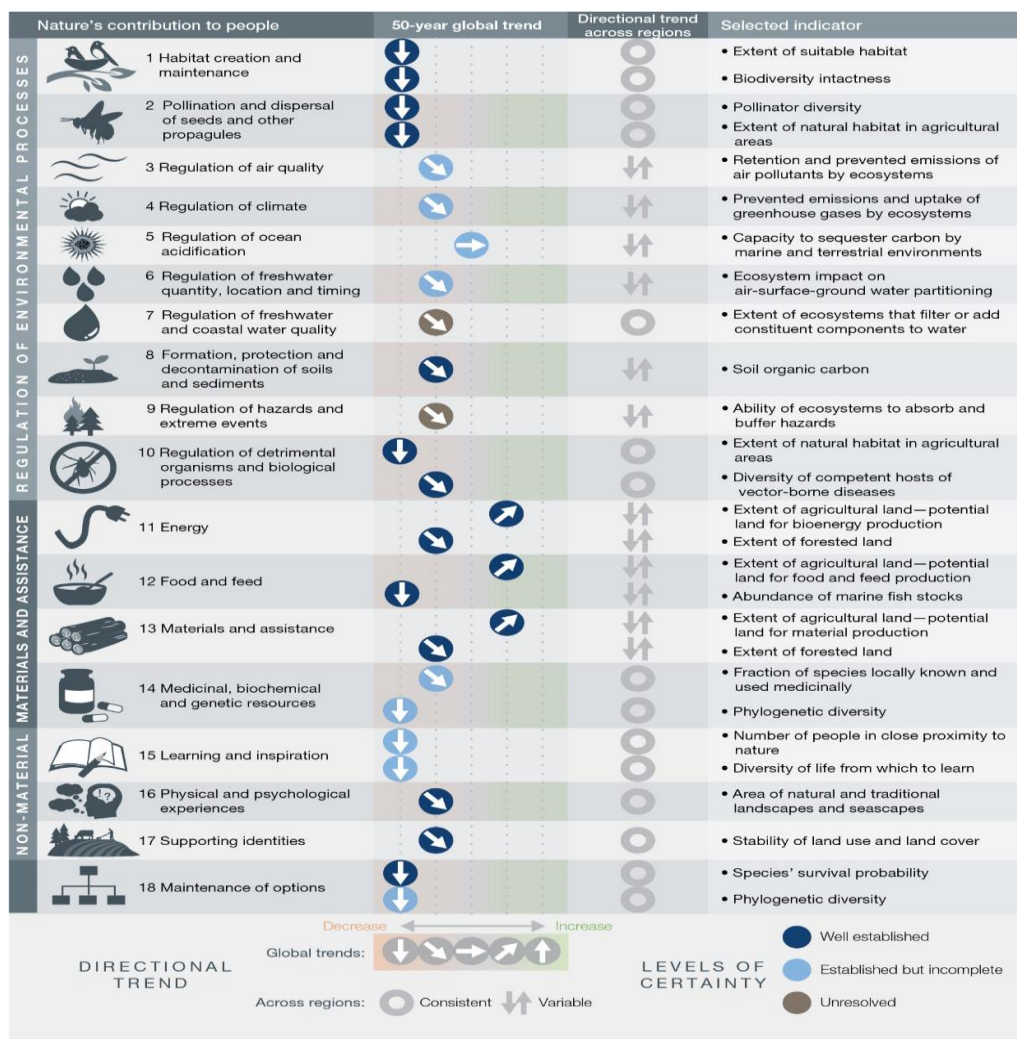 Nature's contribution to people
50-year global trend
Directional trend
across regions
Selected indicator
REGULATION OF ENVIRONMENTAL PROCESSES
1 Habitat creation and
maintenance
• Extent of suitable habitat
• Biodiversity intactness
2 Pollination and dispersal
of seeds and other
propagules
• Pollinator diversity
• Extent of natural habitat in agricultural
areas
3 Regulation of air quality
• Retention and prevented emissions of
air pollutants by ecosystems
4 Regulation of climate
• Prevented emissions and uptake of
greenhouse gases by ecosystems
5 Regulation of ocean
acidification
• Capacity to sequester carbon by
marine and terrestrial environments
6 Regulation of freshwater
quantity, location and timing
• Ecosystem impact on
air-surface-ground water partitioning
7 Regulation of freshwater
and coastal water quality
• Extent of ecosystems that filter or add
constituent components to water
8 Formation, protection and
decontamination of soils
and sediments
• Soil organic carbon
9 Regulation of hazards and
extreme events
• Ability of ecosystems to absorb and
buffer hazards
10 Regulation of detrimental
organisms and biological
processes
• Extent of natural habitat in agricultural
areas
• Diversity of competent hosts of
vector-borne diseases
MATERIALS AND ASSISTANCE
11 Energy
• Extent of agricultural land—potential
land for bioenergy production
• Extent of forested land
12 Food and feed
• Extent of agricultural land—potential
land for food and feed production
• Abundance of marine fish stocks
13 Materials and assistance
• Extent of agricultural land—potential
land for material production
• Extent of forested land
14 Medicinal, biochemical
and genetic resources
• Fraction of species locally known and
used medicinally
• Phylogenetic diversity
NON-MATERIAL
15 Learning and inspiration
• Number of people in close proximity to
nature
• Diversity of life from which to learn
16 Physical and psychological
experiences
!?
• Area of natural and traditional
landscapes and seascapes
17 Supporting identities
• Stability of land use and land cover
18 Maintenance of options
• Species' survival probability
• Phylogenetic diversity
Decrease
Increase
DIRECTIONAL
TREND
Global trends:
Across regions:
Consistent
Variable
LEVELS OF
CERTAINTY
Well established
Established but incomplete
Unresolved